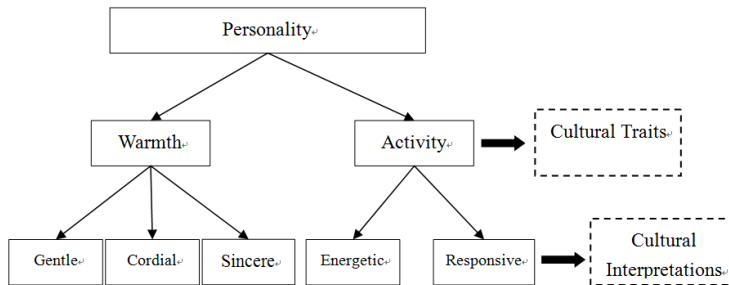 Personality
Warmth
Activity
Cultural Traits
Gentle
Cordial
Sincere
Energetic
Responsive
Cultural
Interpretations